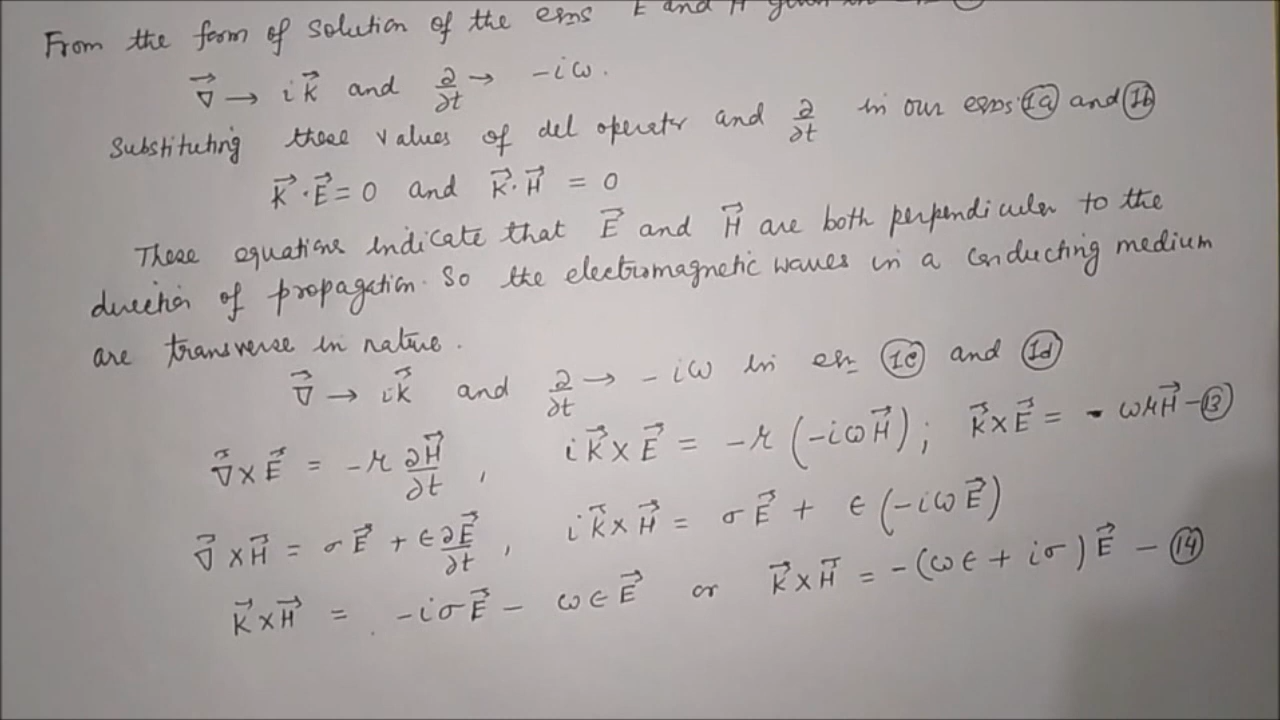 From the form of solution of the eqns E and H given in
∇⃗ → i k⃗ and ∂/∂t → -iω.
Substituting these values of del operator and ∂/∂t in our eqns (1a) and (1b)
K⃗·E⃗ = 0 and K⃗·H⃗ = 0
These equations indicate that E⃗ and H⃗ are both perpendicular to the
direction of propagation. So the electromagnetic waves in a conducting medium
are transverse in nature.
∇⃗ → ik⃗ and ∂/∂t → -iω in eqn (1c) and (1d)
∇⃗×E⃗ = -μ ∂H⃗/∂t , iK⃗×E⃗ = -μ(-iωH⃗); K⃗×E⃗ = - ωμH⃗ - (13)
∇⃗×H⃗ = σE⃗ + ϵ ∂E⃗/∂t , iK⃗×H⃗ = σE⃗ + ϵ(-iωE⃗)
K⃗×H⃗ = -iσE⃗ - ωϵE⃗ or K⃗×H⃗ = -(ωϵ + iσ)E⃗ - (14)